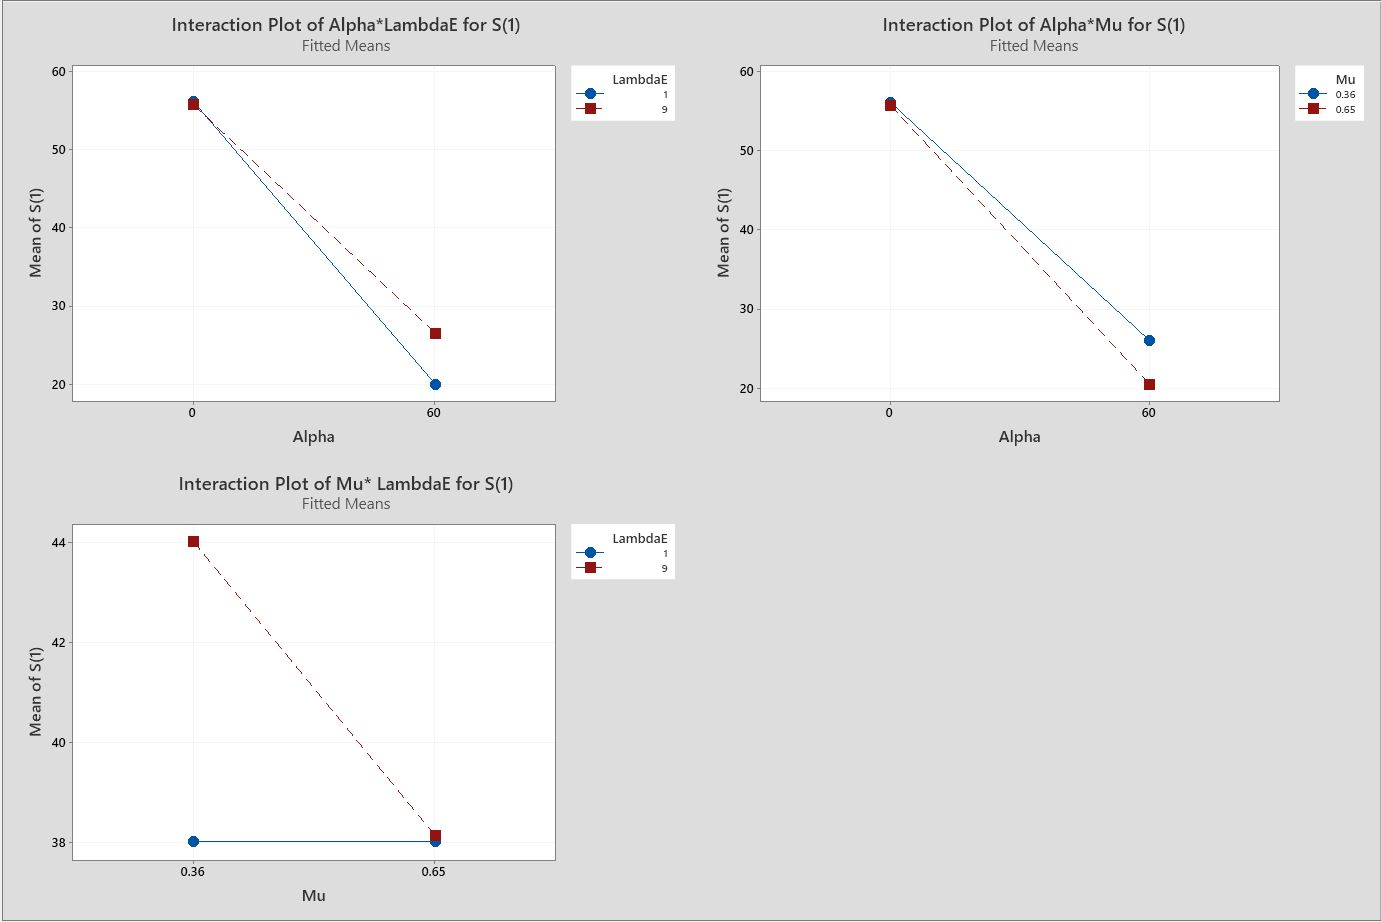 Interaction Plot of Alpha*LambdaE for S(1)
Fitted Means
60
50
40
30
20
Mean of S(1)
0 60
Alpha
LambdaE
1
9
Interaction Plot of Alpha*Mu for S(1)
Fitted Means
60
50
40
30
20
Mean of S(1)
0 60
Alpha
Mu
0.36
0.65
Interaction Plot of Mu* LambdaE for S(1)
Fitted Means
44
42
40
38
Mean of S(1)
0.36 0.65
Mu
LambdaE
1
9